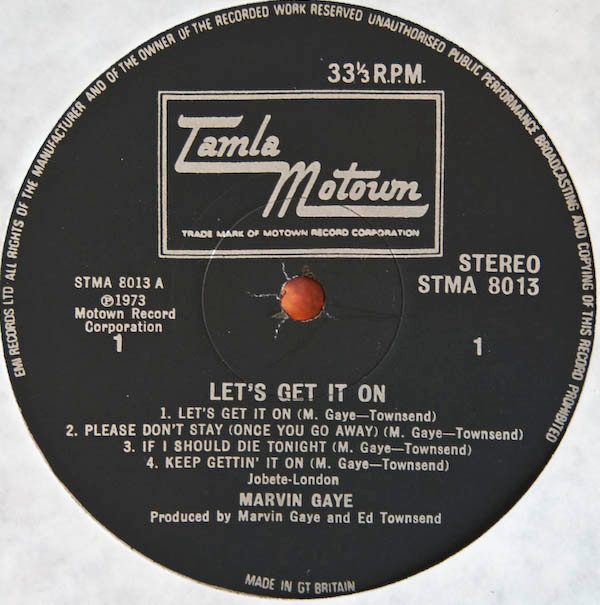 EMI RECORDS LTD ALL RIGHTS OF THE MANUFACTURER AND OF THE OWNER OF THE RECORDED WORK RESERVED UNAUTHORISED PUBLIC PERFORMANCE BROADCASTING AND COPYING OF THIS RECORD PROHIBITED
33⅓ R.P.M.
Tamla
Motown
TRADE MARK OF MOTOWN RECORD CORPORATION
STMA 8013 A
℗1973
Motown Record
Corporation
1
STEREO
STMA 8013
1
LET'S GET IT ON
1. LET'S GET IT ON (M. Gaye—Townsend)
2. PLEASE DON'T STAY (ONCE YOU GO AWAY) (M. Gaye—Townsend)
3. IF I SHOULD DIE TONIGHT (M. Gaye—Townsend)
4. KEEP GETTIN' IT ON (M. Gaye—Townsend)
Jobete-London
MARVIN GAYE
Produced by Marvin Gaye and Ed Townsend
MADE IN GT BRITAIN